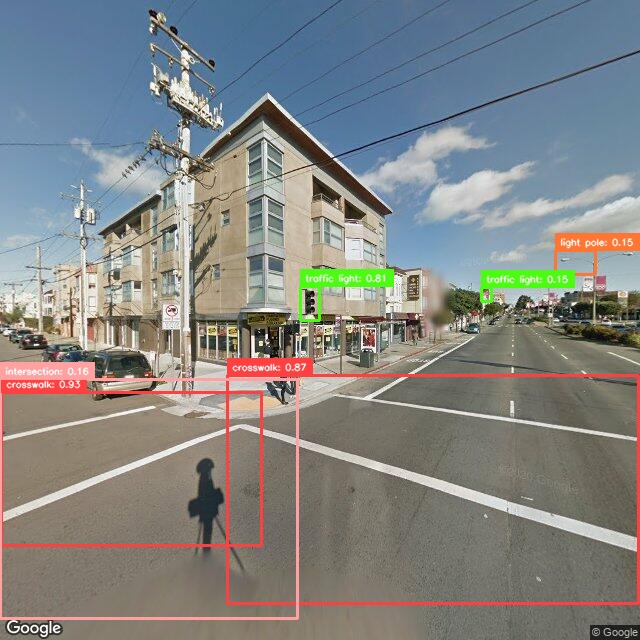 light pole: 0.15
traffic light: 0.81
traffic light: 0.15
crosswalk: 0.87
intersection: 0.16
crosswalk: 0.93
Google
© Google